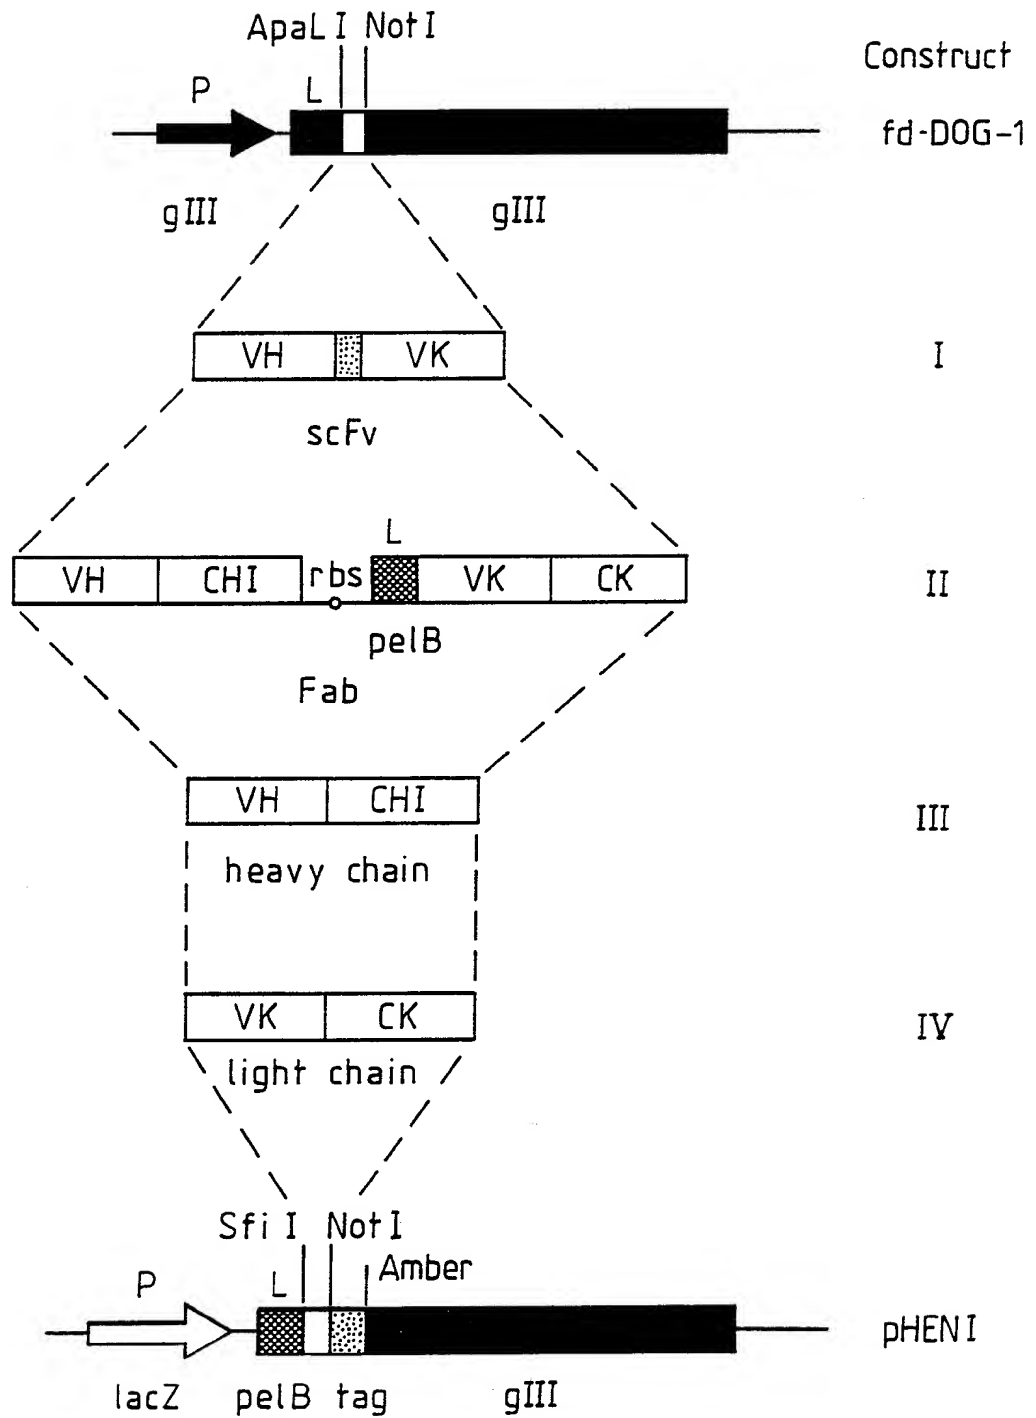 ApaL I NotI
Construct
P L
fd-DOG-1
gIII gIII
VH VK I
scFv
L
VH CHI rbs VK CK II
pelB
Fab
VH CHI III
heavy chain
VK CK IV
light chain
Sfi I NotI
Amber
P L
pHENI
lacZ pelB tag gIII